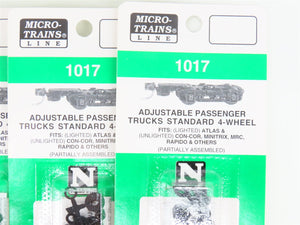 MICRO-
TRAINS®
LINE
1017
ADJUSTABLE PASSENGER
TRUCKS STANDARD 4-
FITS: (LIGHTED) ATLAS &
(UNLIGHTED) CON-COR, MINITRIX
RAPIDO & OTHERS
(PARTIALLY ASSEMBLED)
N
MICRO-
TRAINS®
LINE
1017
ADJUSTABLE PASSENGER
TRUCKS STANDARD 4-WHEEL
FITS: (LIGHTED) ATLAS &
(UNLIGHTED) CON-COR, MINITRIX, MRC,
RAPIDO & OTHERS
(PARTIALLY ASSEMBLED)
N